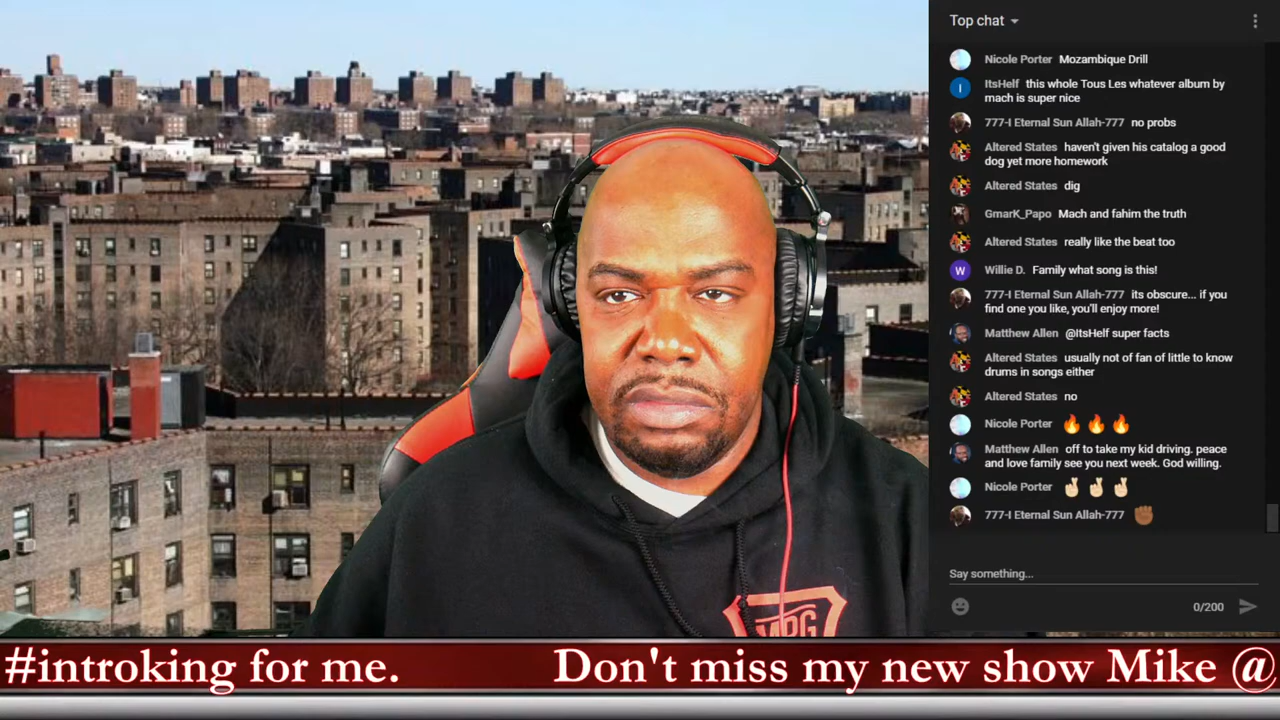 Top chat
Nicole Porter Mozambique Drill
ItsHelf this whole Tous Les whatever album by
mach is super nice
777-I Eternal Sun Allah-777 no probs
Altered States haven't given his catalog a good
dog yet more homework
Altered States dig
GmarK_Papo Mach and fahim the truth
Altered States really like the beat too
W Willie D. Family what song is this!
777-I Eternal Sun Allah-777 its obscure... if you
find one you like, you'll enjoy more!
Matthew Allen @ItsHelf super facts
Altered States usually not of fan of little to know
drums in songs either
Altered States no
Nicole Porter 🔥🔥🔥
Matthew Allen off to take my kid driving. peace
and love family see you next week. God willing.
Nicole Porter 🤞🏻🤞🏻🤞🏻
777-I Eternal Sun Allah-777 ✊🏾
Say something...
0/200
#introking for me. Don't miss my new show Mike @